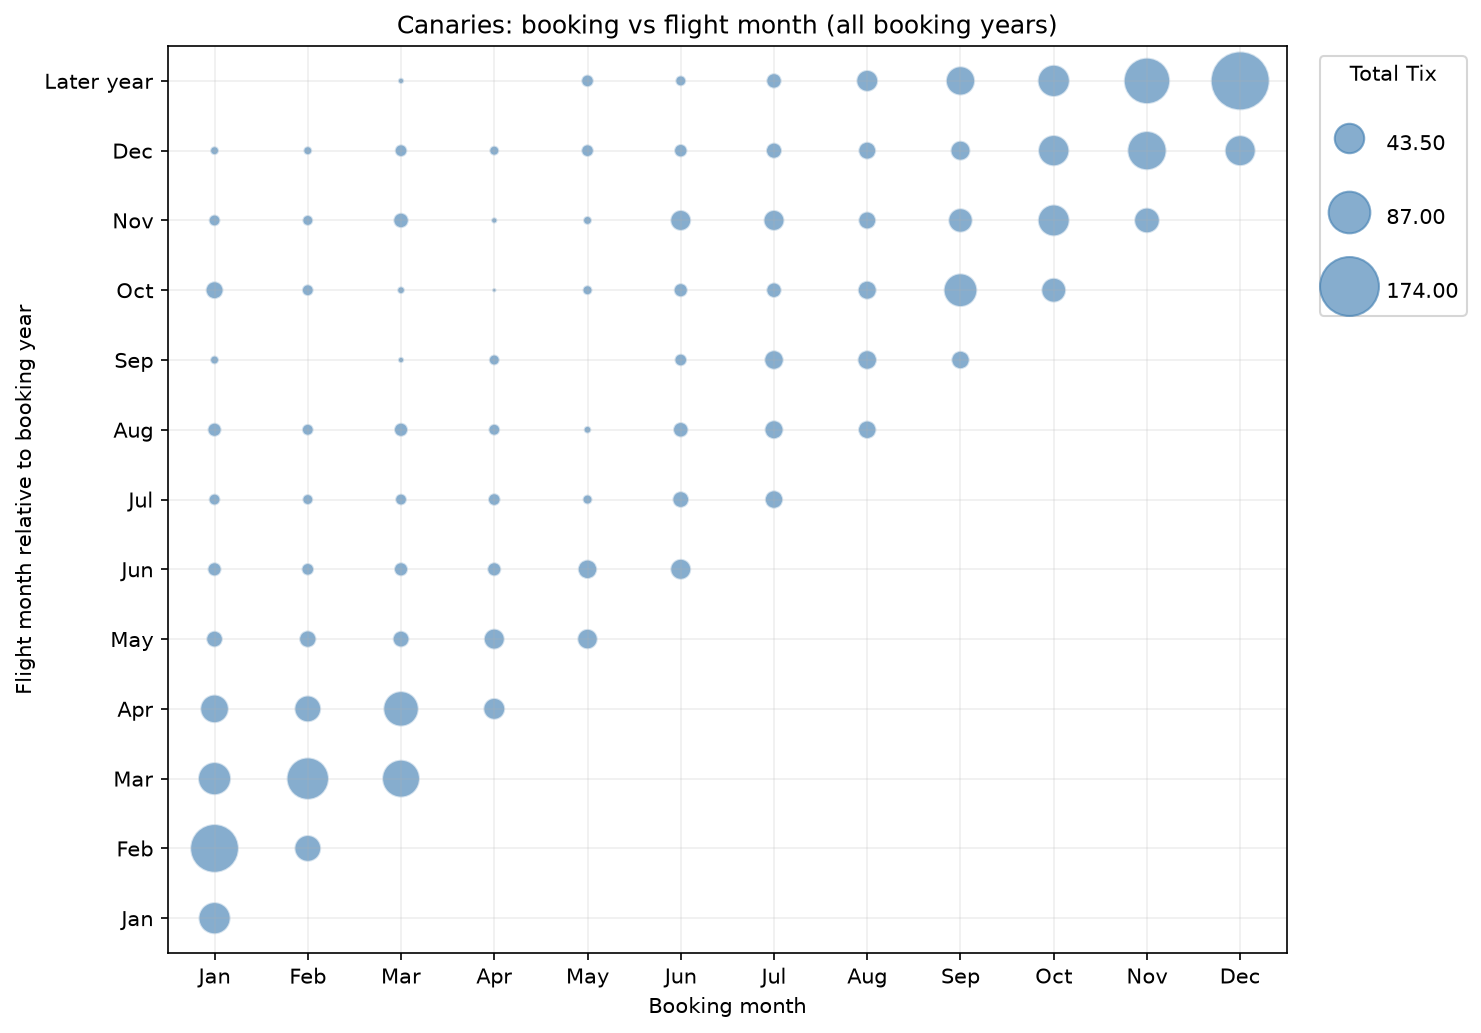 Canaries: booking vs flight month (all booking years)
Later year
Dec
Nov
Oct
Sep
Aug
Jul
Jun
May
Apr
Mar
Feb
Jan
Flight month relative to booking year
Jan Feb Mar Apr May Jun Jul Aug Sep Oct Nov Dec
Booking month
Total Tix
43.50
87.00
174.00